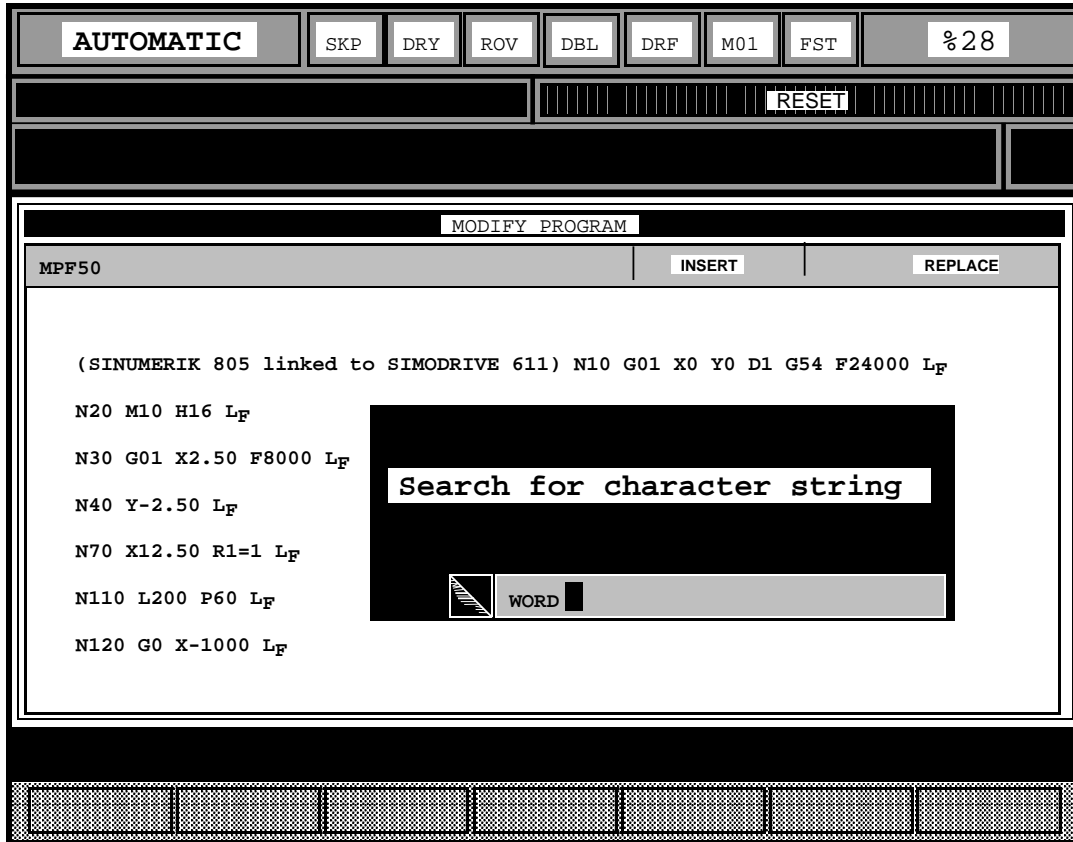 AUTOMATIC SKP DRY ROV DBL DRF M01 FST %28
RESET
MODIFY PROGRAM
MPF50 INSERT REPLACE
(SINUMERIK 805 linked to SIMODRIVE 611) N10 G01 X0 Y0 D1 G54 F24000 LF
N20 M10 H16 LF
N30 G01 X2.50 F8000 LF
Search for character string
N40 Y-2.50 LF
N70 X12.50 R1=1 LF
N110 L200 P60 LF
WORD
N120 G0 X-1000 LF